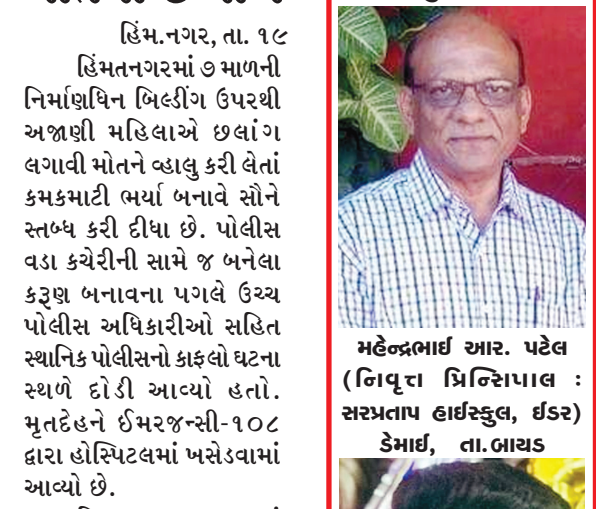 હિંમ.નગર, તા. ૧૯
હિંમતનગરમાં ૭ માળની
નિર્માણધિન બિલ્ડીંગ ઉપરથી
અજાણી મહિલાએ છલાંગ
લગાવી મોતને વ્હાલુ કરી લેતાં
કમકમાટી ભર્યા બનાવે સૌને
સ્તબ્ધ કરી દીધા છે. પોલીસ
વડા કચેરીની સામે જ બનેલા
કરૂણ બનાવના પગલે ઉચ્ચ
પોલીસ અધિકારીઓ સહિત
સ્થાનિક પોલીસનો કાફલો ઘટના
સ્થળે દોડી આવ્યો હતો.
મૃતદેહને ઈમરજન્સી-૧૦૮
દ્વારા હોસ્પિટલમાં ખસેડવામાં
આવ્યો છે.
મહેન્દ્રભાઈ આર. પટેલ
(નિવૃત્ત પ્રિન્સિપાલ :
સરપ્રતાપ હાઈસ્કુલ, ઈડર)
ડેમાઈ, તા.બાયડ